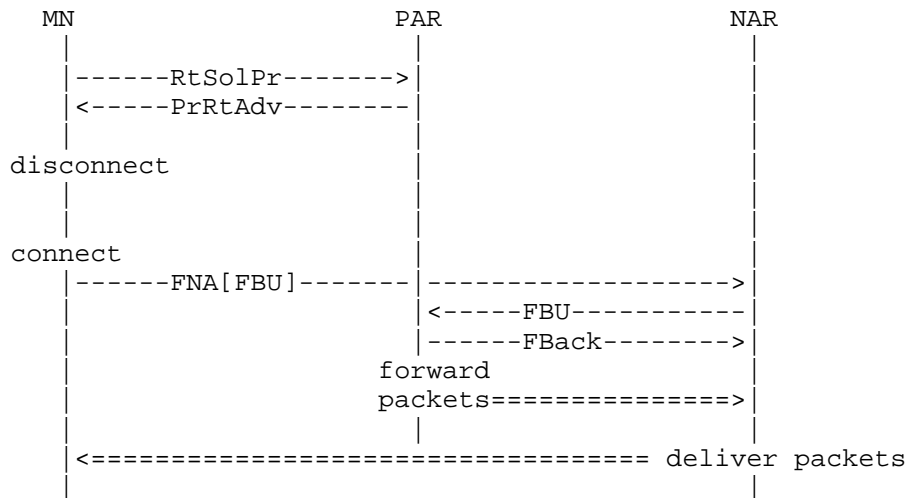 MN PAR NAR
|------RtSolPr------->|
|<-----PrRtAdv--------|
disconnect
connect
|------FNA[FBU]-------|------------------->|
|<-----FBU-----------|
|------FBack-------->|
forward
packets===============>|
|<=================================== deliver packets